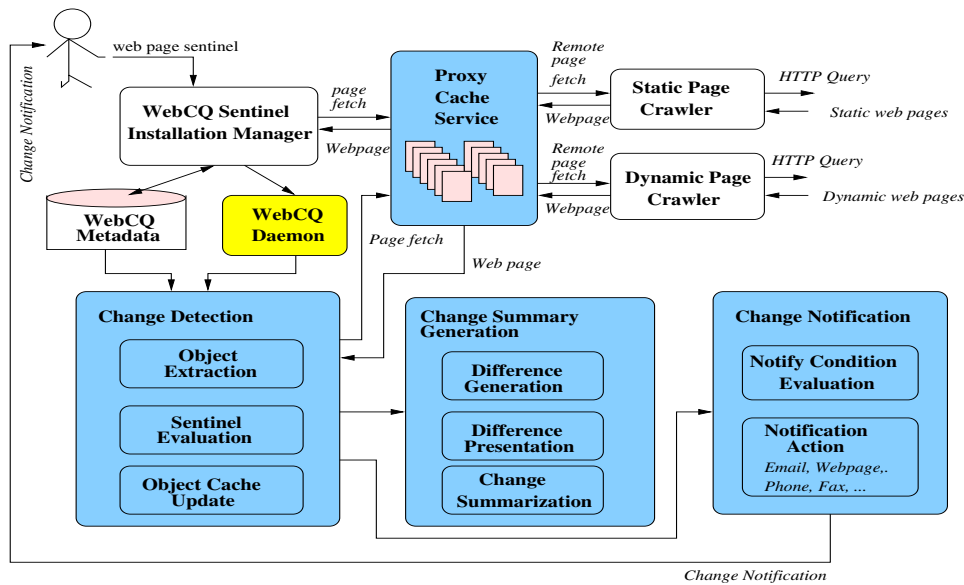 web page sentinel
Change Notification
WebCQ Sentinel
Installation Manager
page
fetch
Webpage
Proxy
Cache
Service
Remote
page
fetch
Webpage
Static Page
Crawler
HTTP Query
Static web pages
Remote
page
fetch
Webpage
Dynamic Page
Crawler
HTTP Query
Dynamic web pages
WebCQ
Metadata
WebCQ
Daemon
Page fetch
Web page
Change Detection
Object
Extraction
Sentinel
Evaluation
Object Cache
Update
Change Summary
Generation
Difference
Generation
Difference
Presentation
Change
Summarization
Change Notification
Notify Condition
Evaluation
Notification
Action
Email, Webpage,.
Phone, Fax, ...
Change Notification